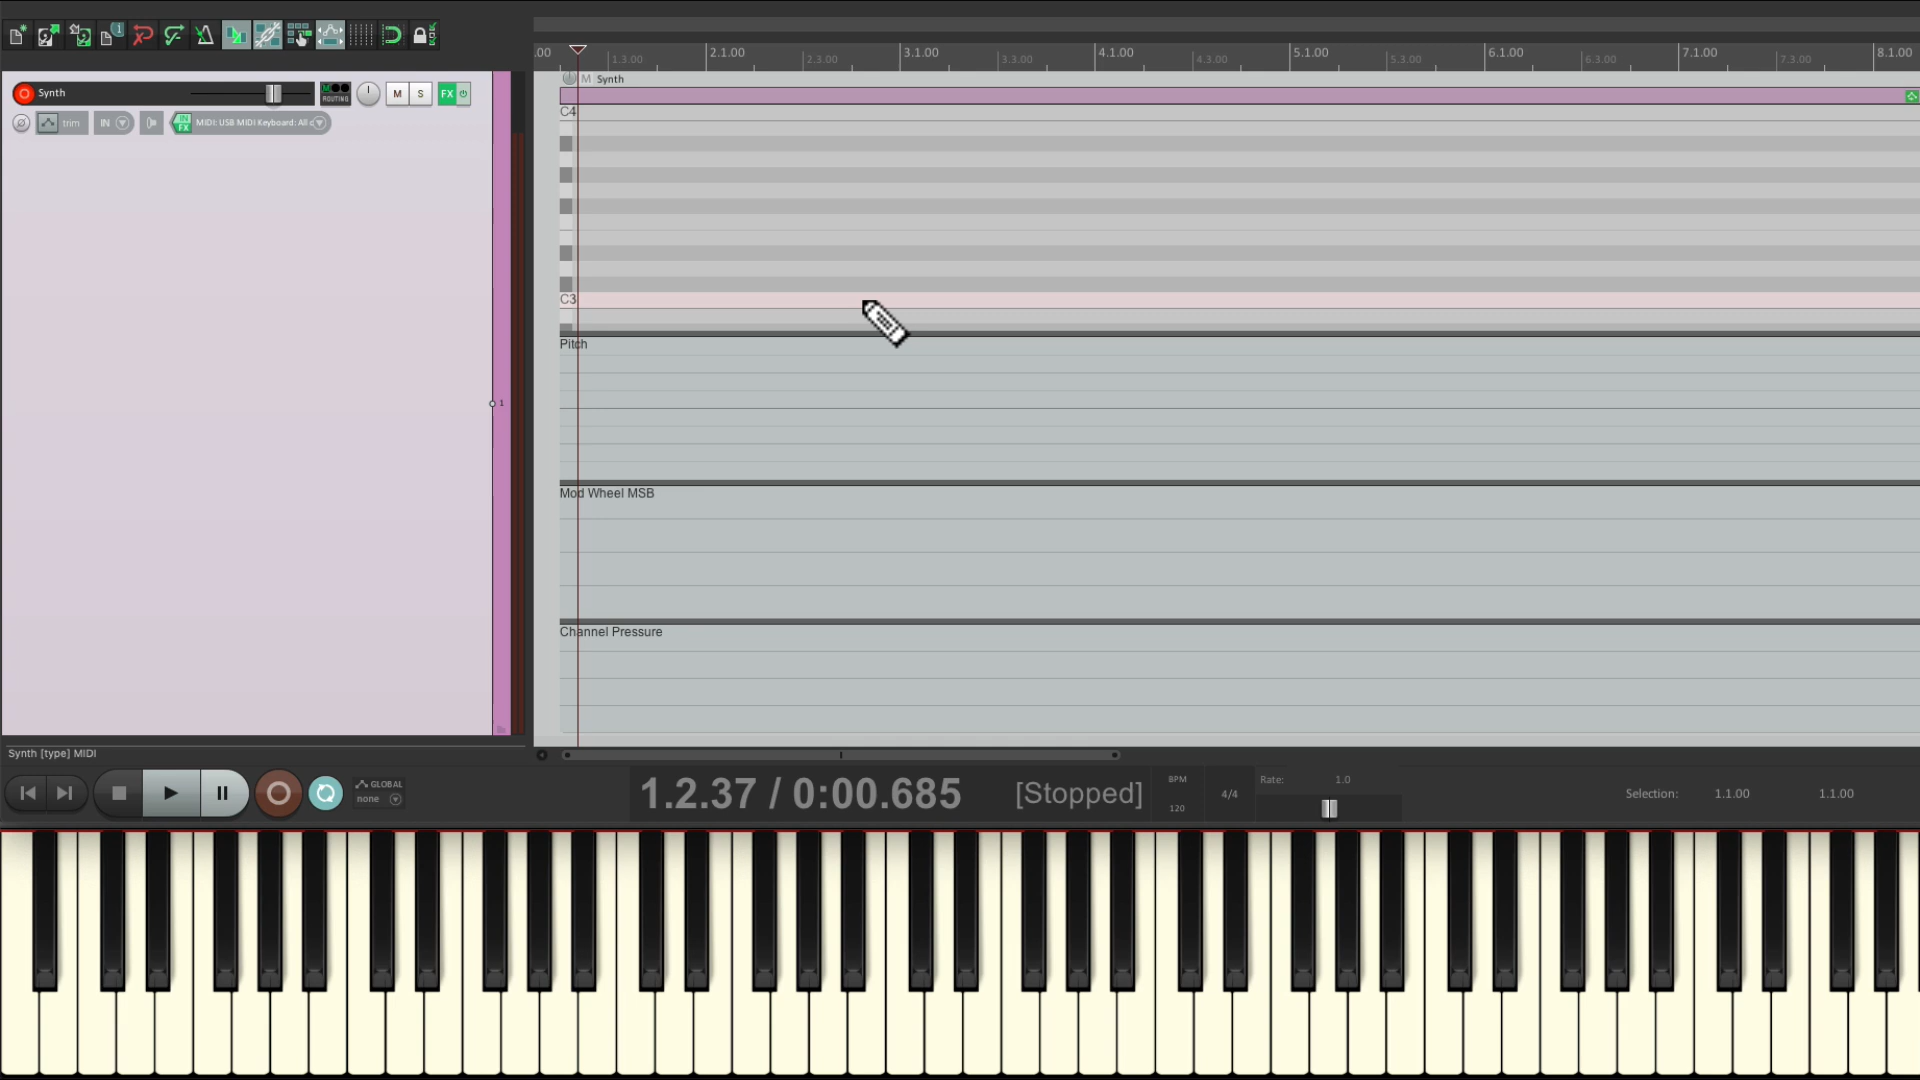 .00 1.3.00 2.1.00 2.3.00 3.1.00 3.3.00 4.1.00 4.3.00 5.1.00 5.3.00 6.1.00 6.3.00 7.1.00 7.3.00 8.1.00
M Synth
Synth ROUTING M S FX
trim IN IN FX MIDI: USB MIDI Keyboard: All c
C4
C3
Pitch
1
Mod Wheel MSB
Channel Pressure
Synth [type] MIDI
GLOBAL
none
1.2.37 / 0:00.685 [Stopped]
BPM
120
4/4
Rate: 1.0
Selection: 1.1.00 1.1.00